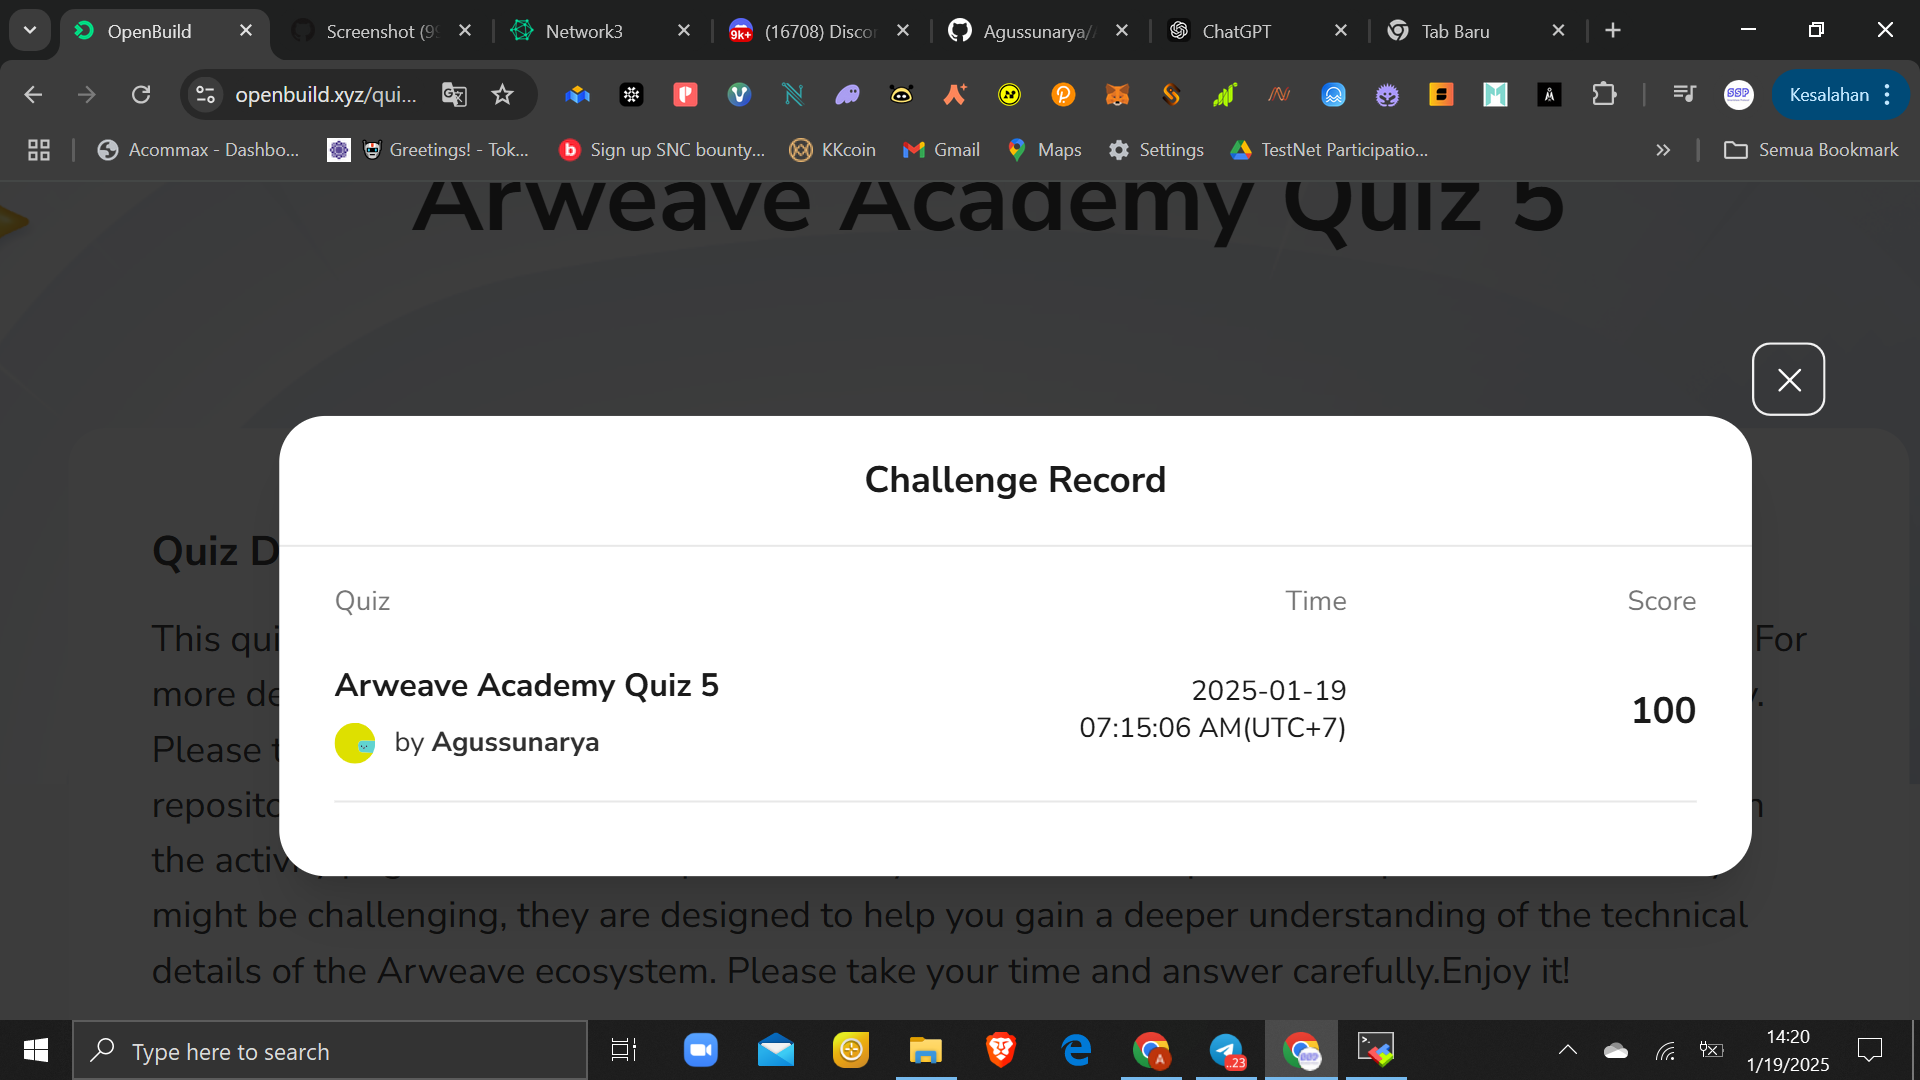 OpenBuild
Screenshot (99
Network3
(16708) Discor
Agussunarya/A
ChatGPT
Tab Baru
openbuild.xyz/qui...
Kesalahan
Acommax - Dashbo...
Greetings! - Tok...
Sign up SNC bounty...
KKcoin
Gmail
Maps
Settings
TestNet Participatio...
Semua Bookmark
Arweave Academy Quiz 5
Challenge Record
Quiz D
Quiz Time Score
This qui For
Arweave Academy Quiz 5
more de
2025-01-19
07:15:06 AM(UTC+7)
100
by Agussunarya
Please t
reposito
the activ
might be challenging, they are designed to help you gain a deeper understanding of the technical
details of the Arweave ecosystem. Please take your time and answer carefully.Enjoy it!
Type here to search
14:20
1/19/2025